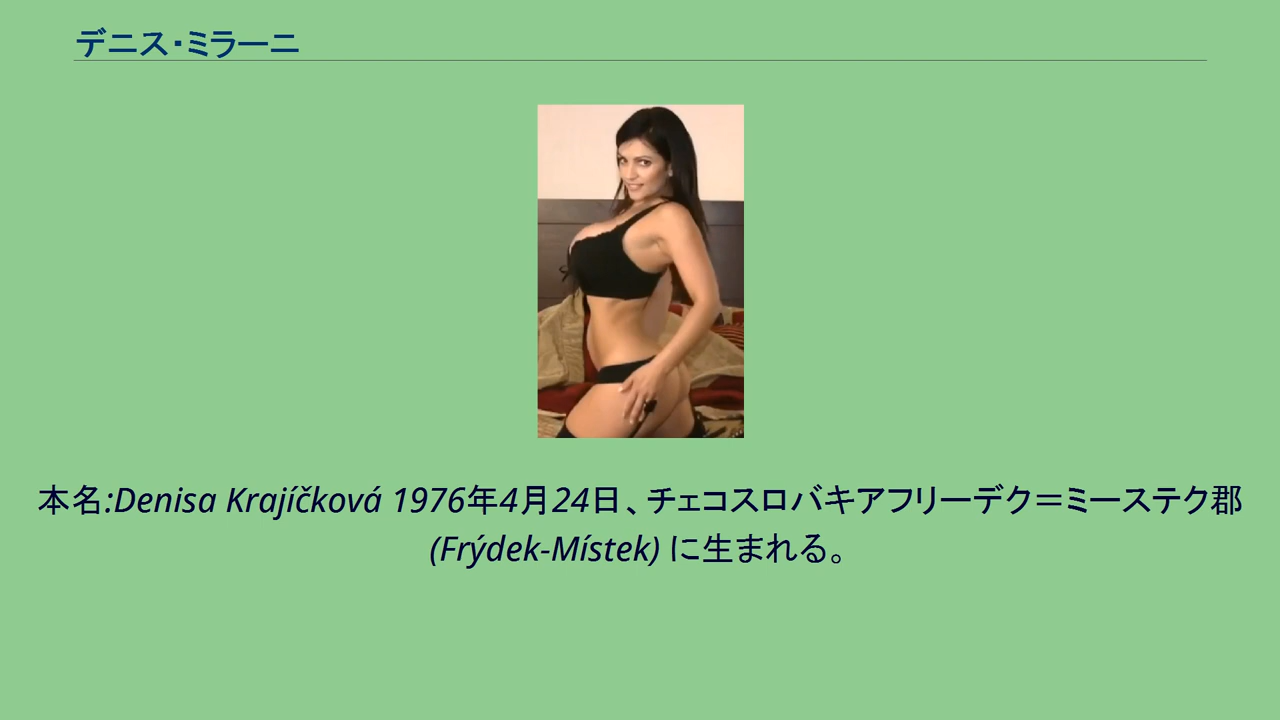 デニス・ミラーニ
本名:Denisa Krajíčková 1976年4月24日、チェコスロバキアフリーデク＝ミーステク郡
(Frýdek-Místek) に生まれる。